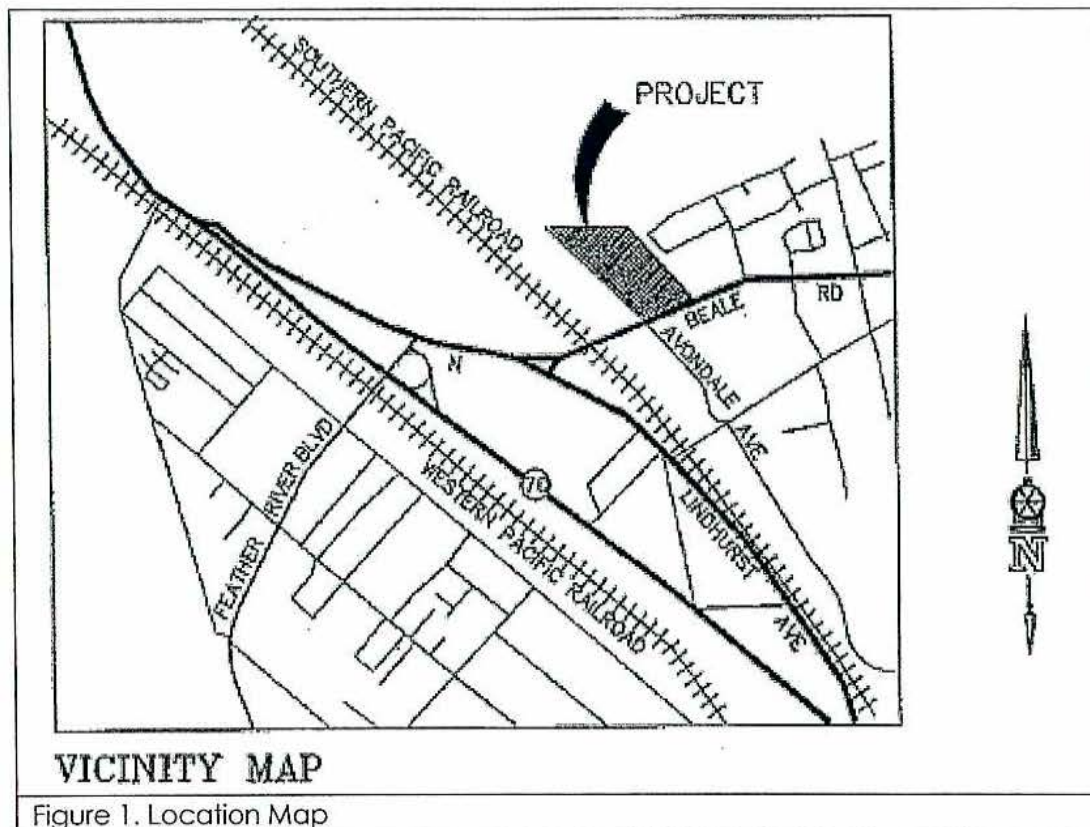 SOUTHERN PACIFIC RAILROAD
PROJECT
N
BEALE RD
AVONDALE AVE
FEATHER RIVER BLVD
70
WESTERN PACIFIC RAILROAD
LINDHURST AVE
N
VICINITY MAP
Figure 1. Location Map